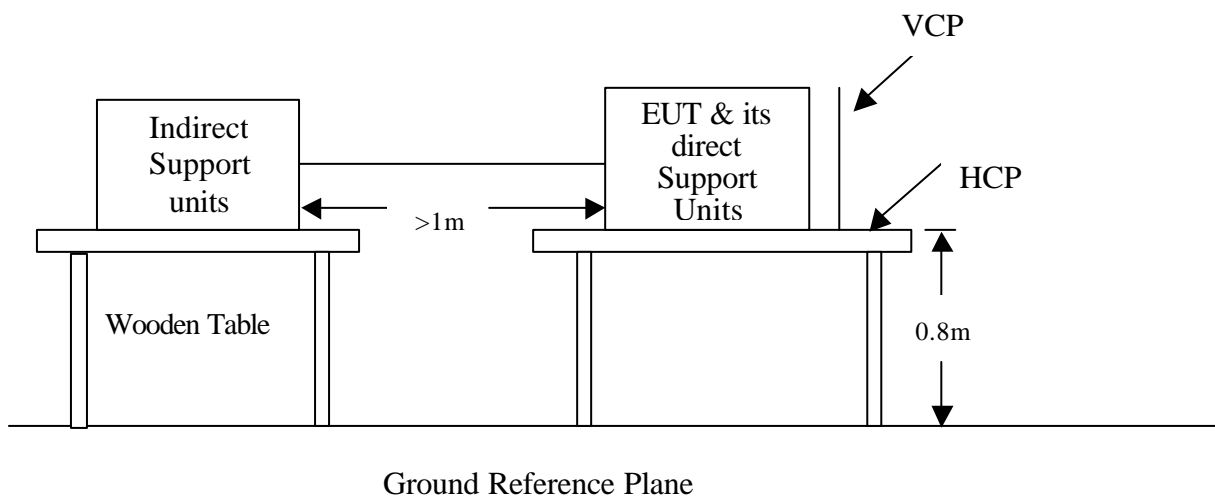 VCP
Indirect
Support
units
EUT & its
direct
Support
Units
HCP
>1m
Wooden Table
0.8m
Ground Reference Plane